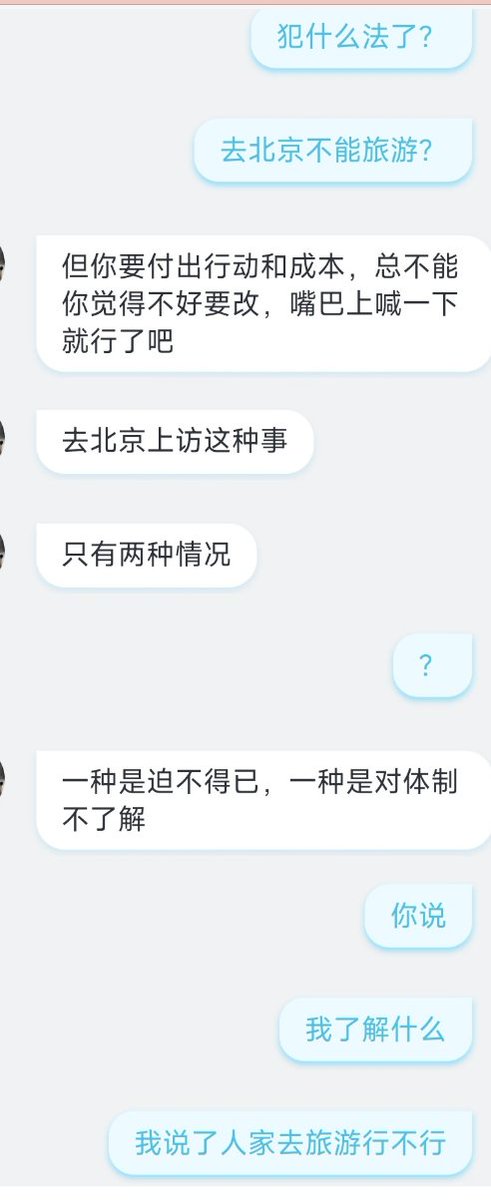 犯什么法了？
去北京不能旅游？
但你要付出行动和成本，总不能
你觉得不好要改，嘴巴上喊一下
就行了吧
去北京上访这种事
只有两种情况
？
一种是迫不得已，一种是对体制
不了解
你说
我了解什么
我说了人家去旅游行不行